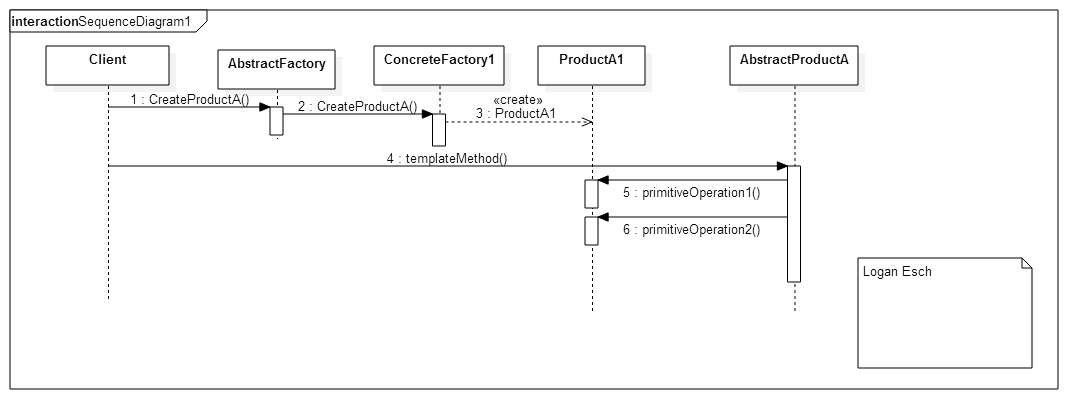 interactionSequenceDiagram1
Client
AbstractFactory
ConcreteFactory1
ProductA1
AbstractProductA
1 : CreateProductA()
2 : CreateProductA()
«create»
3 : ProductA1
4 : templateMethod()
5 : primitiveOperation1()
6 : primitiveOperation2()
Logan Esch